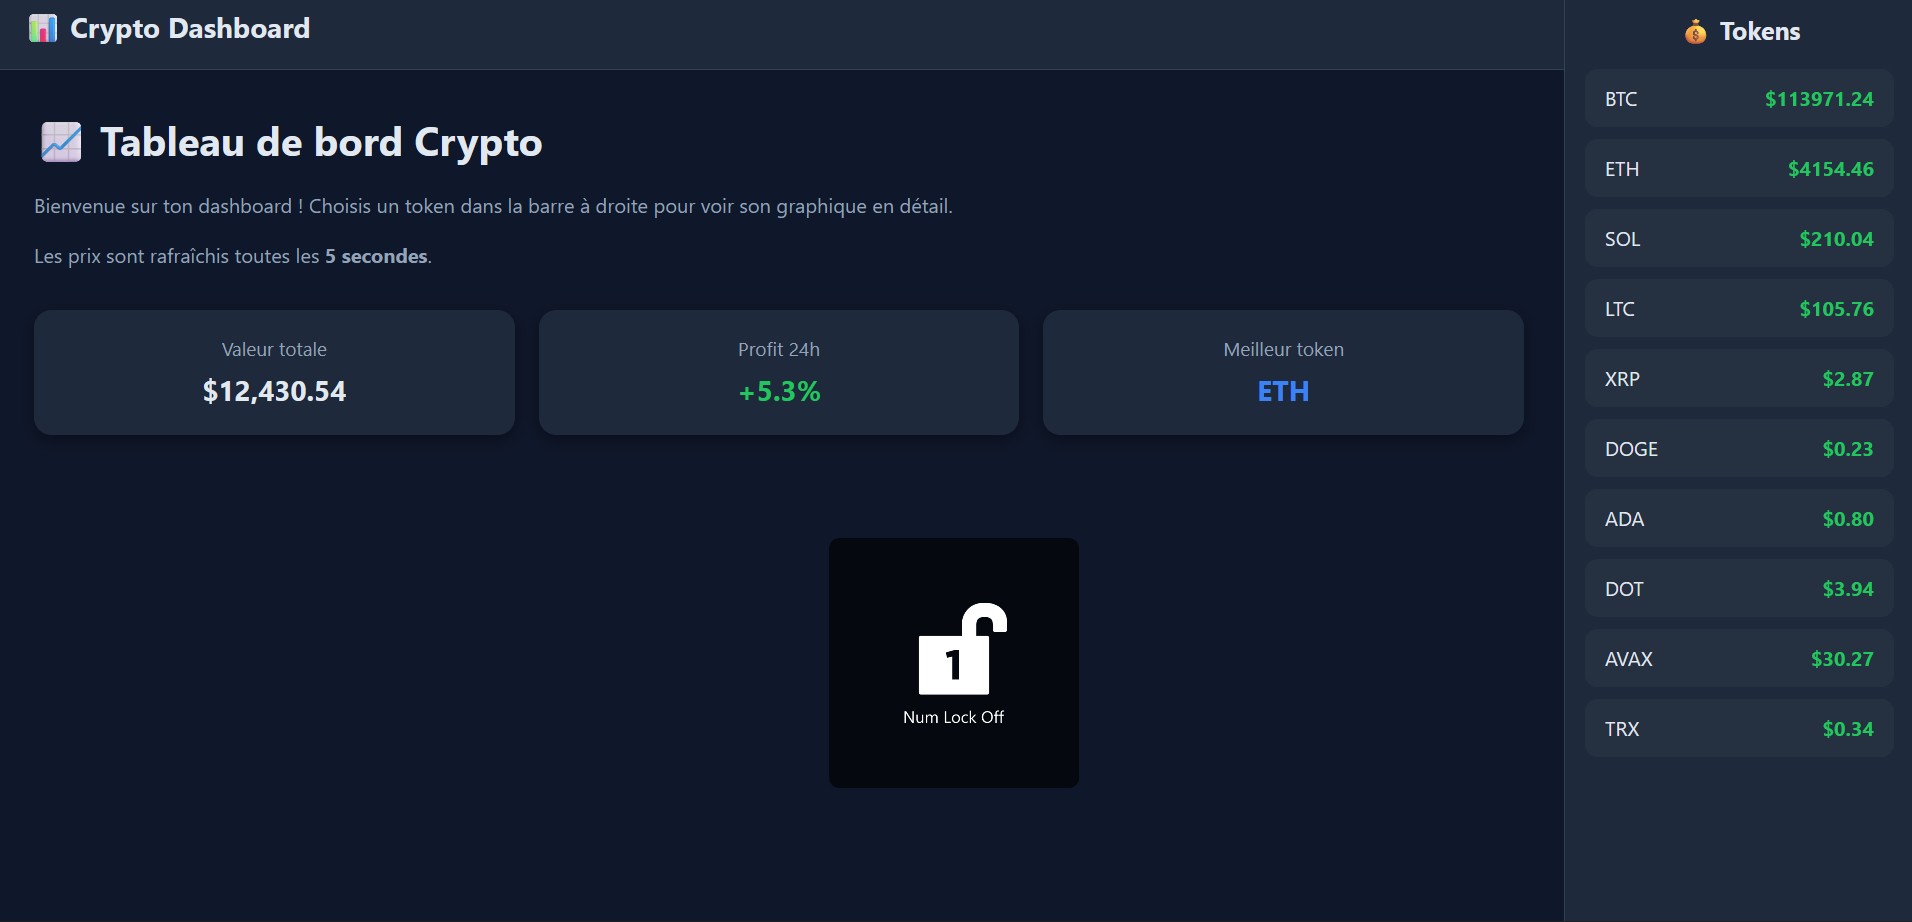 Crypto Dashboard
Tableau de bord Crypto
Bienvenue sur ton dashboard ! Choisis un token dans la barre à droite pour voir son graphique en détail.
Les prix sont rafraîchis toutes les 5 secondes.
Valeur totale
$12,430.54
Profit 24h
+5.3%
Meilleur token
ETH
1
Num Lock Off
Tokens
BTC $113971.24
ETH $4154.46
SOL $210.04
LTC $105.76
XRP $2.87
DOGE $0.23
ADA $0.80
DOT $3.94
AVAX $30.27
TRX $0.34